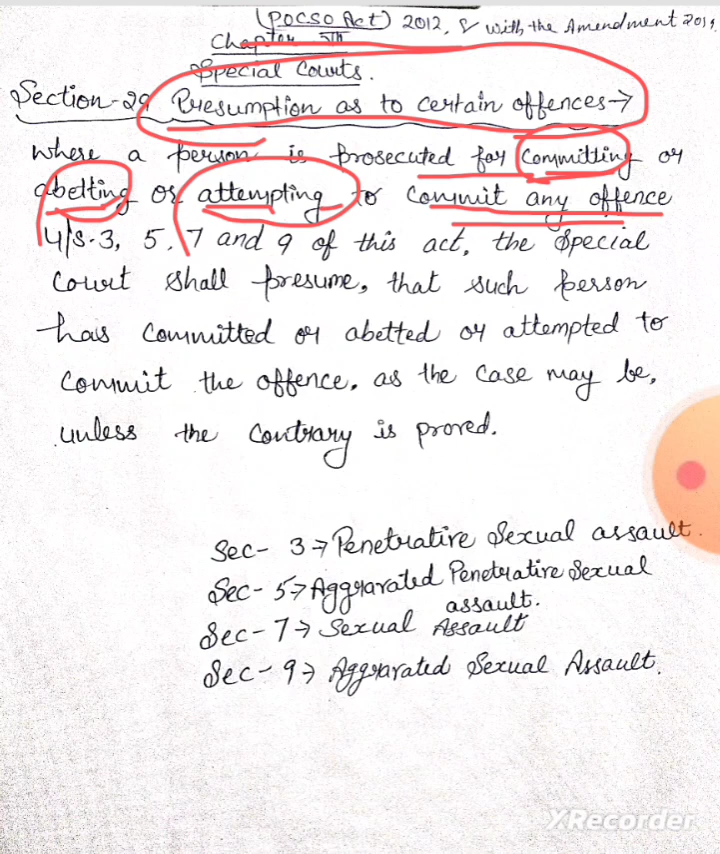 (POCSO Act) 2012, & with the Amendment 2019.
Chapter 5TH
Special Courts.
Section-29 Presumption as to certain offences→
where a person is prosecuted for committing or
abetting or attempting to commit any offence
U/S.3, 5, 7 and 9 of this act, the special
Court shall presume, that such person
has committed or abetted or attempted to
commit the offence, as the case may be,
unless the contrary is proved.
Sec- 3→ Penetrative Sexual assault.
Sec- 5→ Aggravated Penetrative Sexual
assault.
Sec- 7→ Sexual Assault
Sec- 9→ Aggravated Sexual Assault.
XRecorder